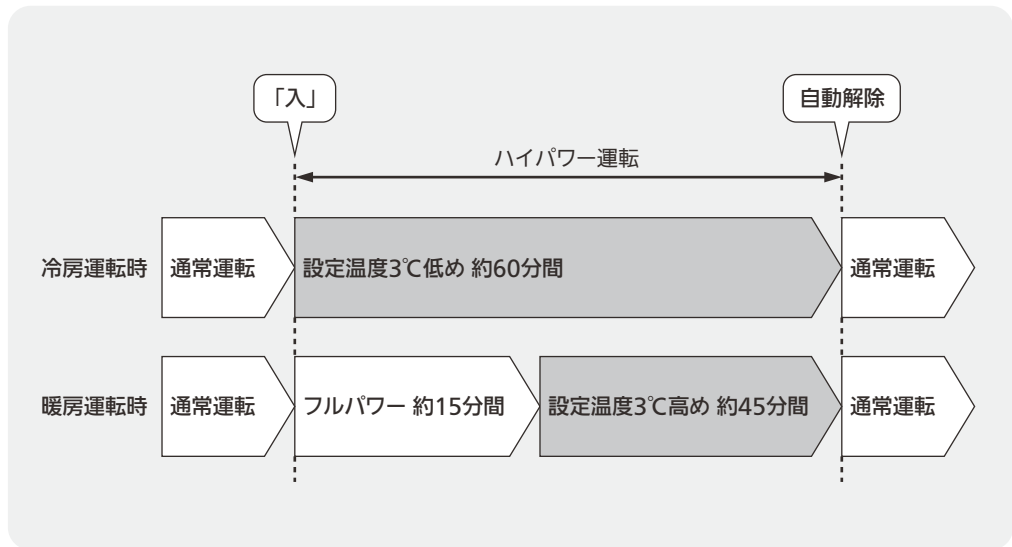 「入」
自動解除
ハイパワー運転
冷房運転時
通常運転
設定温度3℃低め 約60分間
通常運転
暖房運転時
通常運転
フルパワー 約15分間
設定温度3℃高め 約45分間
通常運転